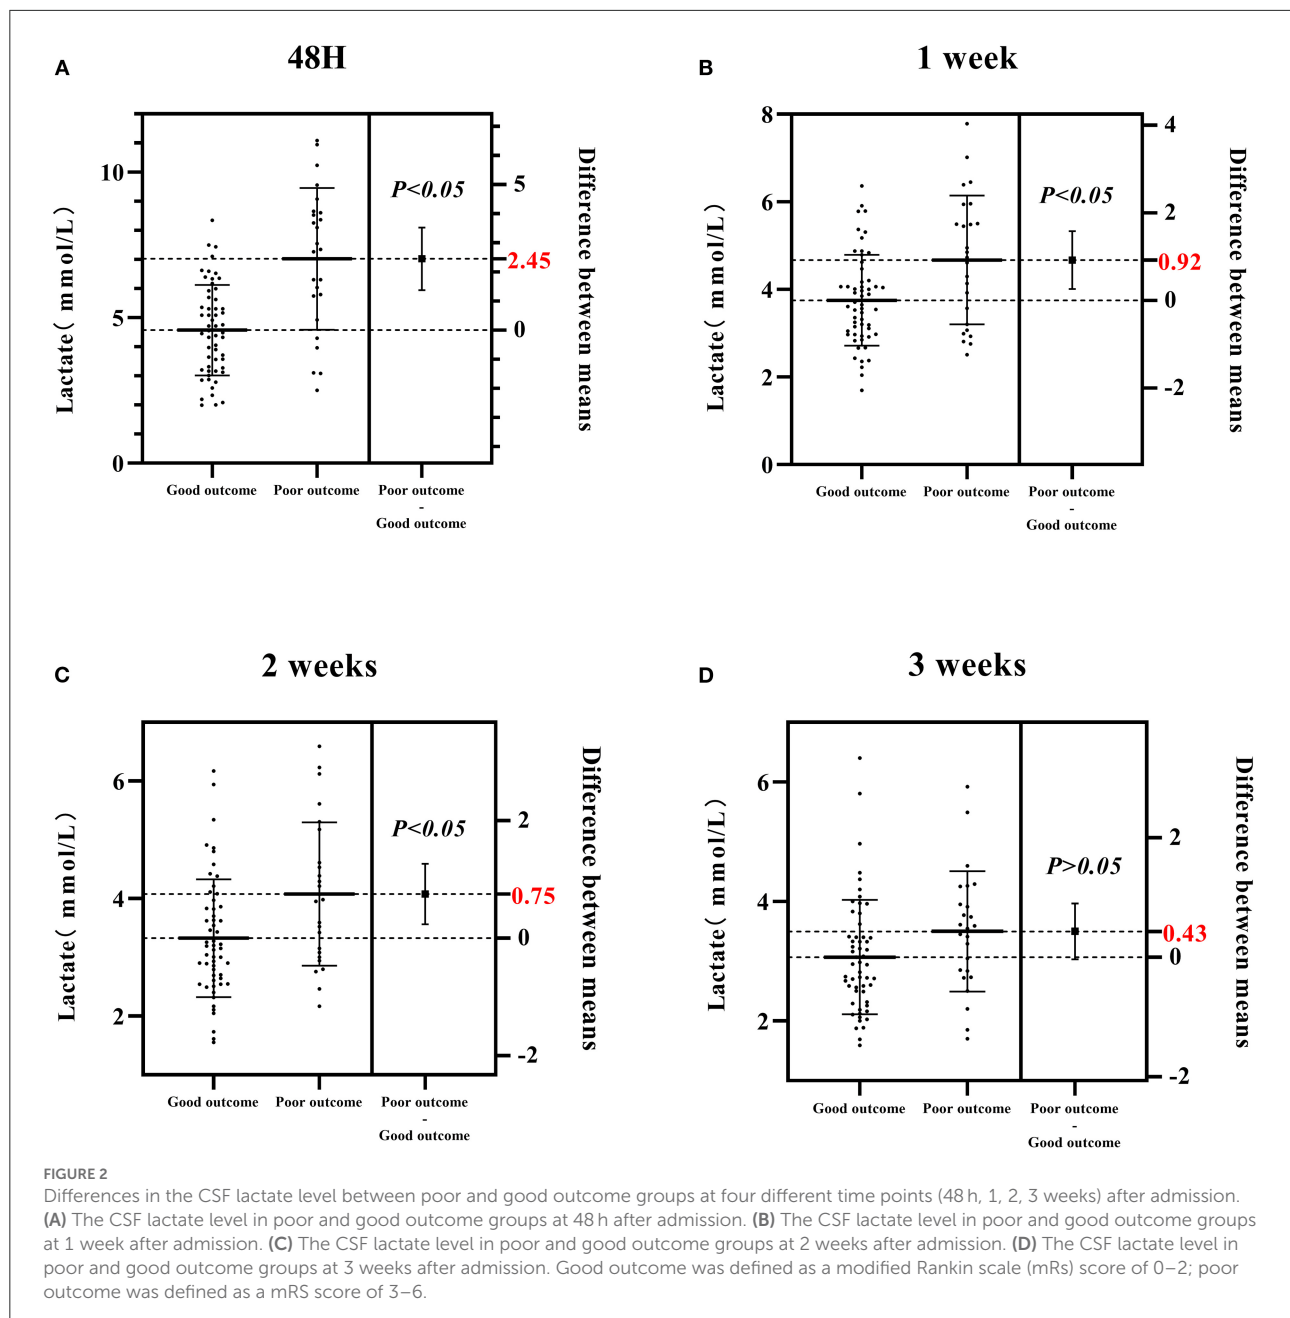 A
48H
10
5
0
Lactate( mmol/L)
P<0.05
5
2.45
0
Difference between means
Good outcome
Poor outcome
Poor outcome
-
Good outcome
B
1 week
8
6
4
2
0
Lactate( mmol/L)
P<0.05
4
2
0.92
0
-2
Difference between means
Good outcome
Poor outcome
Poor outcome
-
Good outcome
C
2 weeks
6
4
2
Lactate( mmol/L)
P<0.05
2
0.75
0
-2
Difference between means
Good outcome
Poor outcome
Poor outcome
-
Good outcome
D
3 weeks
6
4
2
Lactate( mmol/L)
P>0.05
2
0.43
0
-2
Difference between means
Good outcome
Poor outcome
Poor outcome
-
Good outcome
FIGURE 2
Differences in the CSF lactate level between poor and good outcome groups at four different time points (48 h, 1, 2, 3 weeks) after admission.
(A) The CSF lactate level in poor and good outcome groups at 48 h after admission. (B) The CSF lactate level in poor and good outcome groups
at 1 week after admission. (C) The CSF lactate level in poor and good outcome groups at 2 weeks after admission. (D) The CSF lactate level in
poor and good outcome groups at 3 weeks after admission. Good outcome was defined as a modified Rankin scale (mRs) score of 0–2; poor
outcome was defined as a mRS score of 3–6.